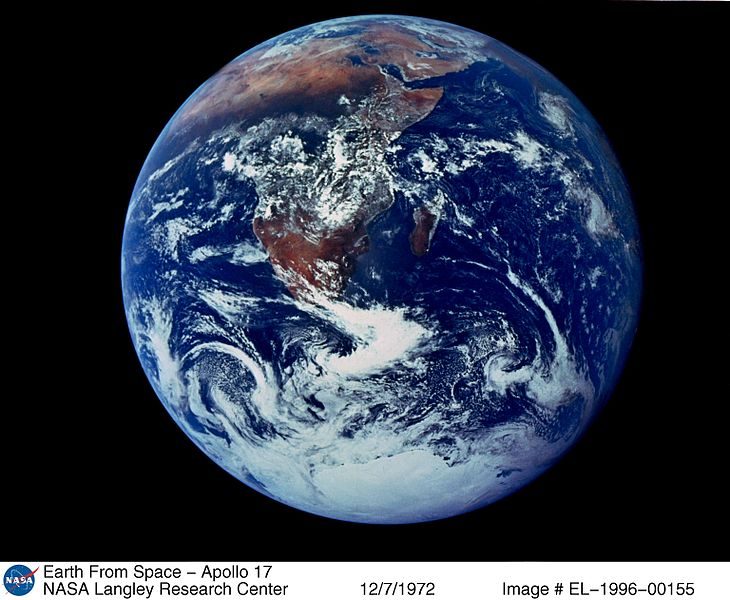 NASA
Earth From Space – Apollo 17
NASA Langley Research Center 12/7/1972 Image # EL–1996–00155